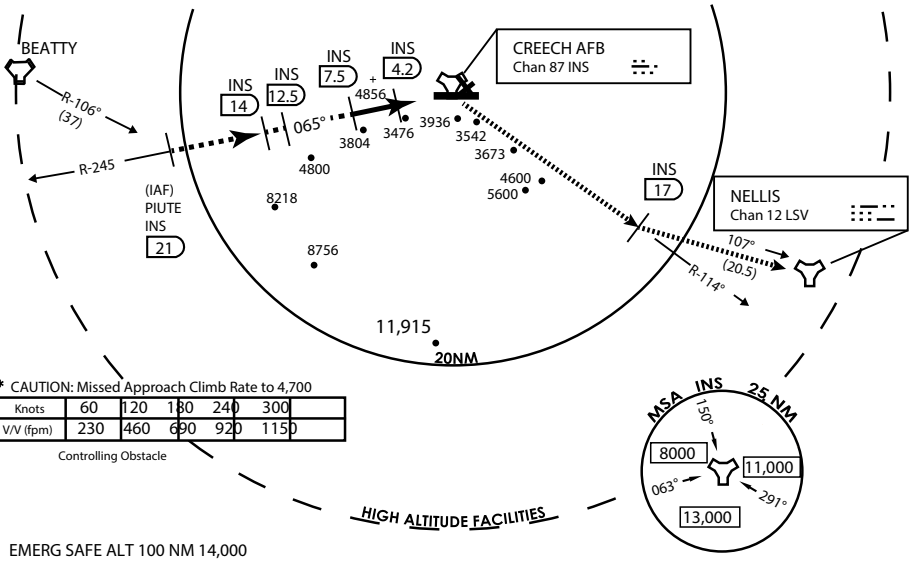 BEATTY
R-106°
(37)
R-245
(IAF)
PIUTE
INS
21
INS
14
INS
12.5
INS
7.5
INS
4.2
065°
+
4856
3804
3476
3936
3542
3673
4600
5600
4800
8218
8756
11,915
20NM
CREECH AFB
Chan 87 INS
INS
17
NELLIS
Chan 12 LSV
107°
(20.5)
R-114°
* CAUTION: Missed Approach Climb Rate to 4,700
Knots 60 120 180 240 300
V/V (fpm) 230 460 690 920 1150
Controlling Obstacle
HIGH ALTITUDE FACILITIES
MSA INS 25 NM
150°
8000
11,000
063°
291°
13,000
EMERG SAFE ALT 100 NM 14,000